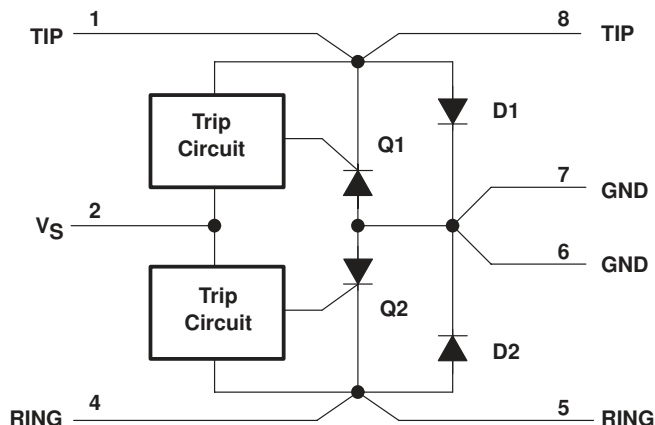 1
8
TIP
TIP
Trip
Circuit
D1
Q1
7
GND
2
VS
6
GND
Trip
Circuit
Q2
D2
4
5
RING
RING